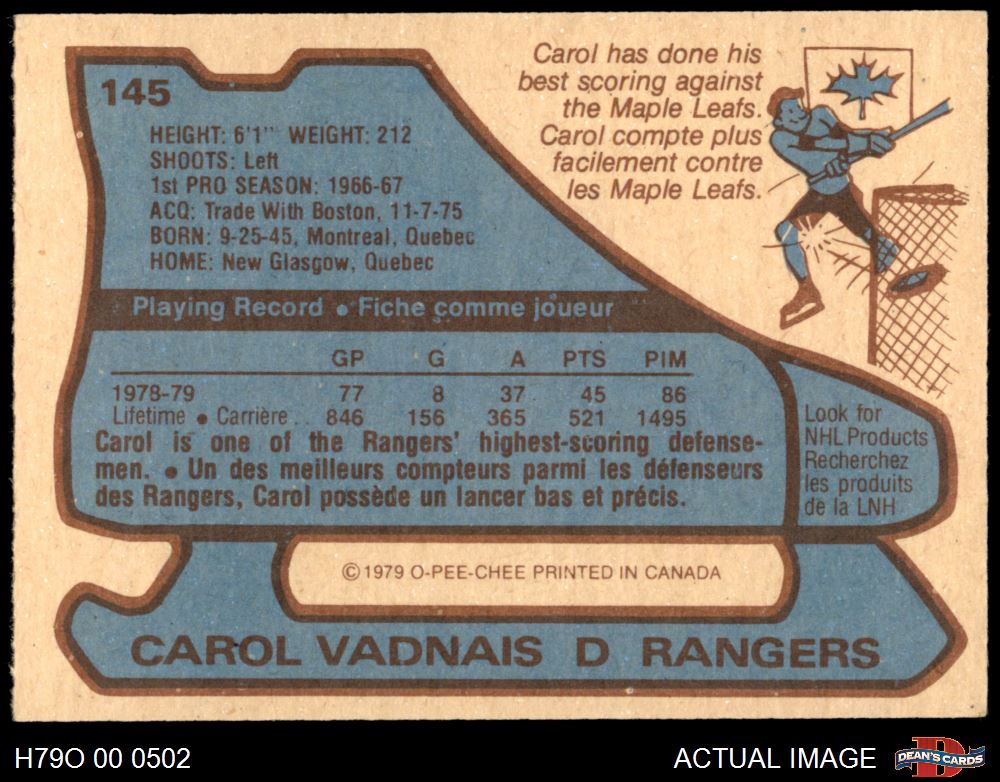 145
HEIGHT: 6'1" WEIGHT: 212
SHOOTS: Left
1st PRO SEASON: 1966-67
ACQ: Trade With Boston, 11-7-75
BORN: 9-25-45, Montreal, Quebec
HOME: New Glasgow, Quebec
Carol has done his
best scoring against
the Maple Leafs.
Carol compte plus
facilement contre
les Maple Leafs.
Playing Record • Fiche comme joueur
GP G A PTS PIM
1978-79 77 8 37 45 86
Lifetime • Carrière . . 846 156 365 521 1495
Carol is one of the Rangers' highest-scoring defense-
men. • Un des meilleurs compteurs parmi les défenseurs
des Rangers, Carol possède un lancer bas et précis.
Look for
NHL Products
Recherchez
les produits
de la LNH
© 1979 O-PEE-CHEE PRINTED IN CANADA
CAROL VADNAIS D RANGERS
H79O 00 0502
ACTUAL IMAGE
D
DEAN'S CARDS